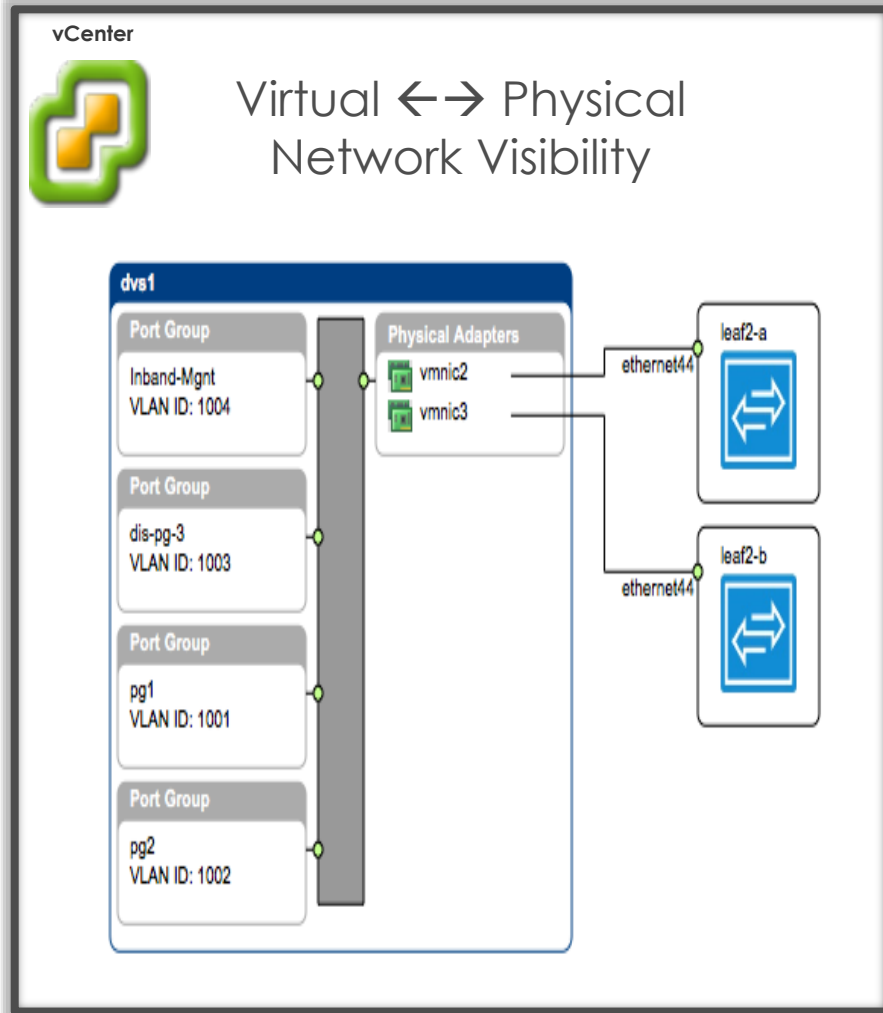 vCenter
Virtual ←→ Physical
Network Visibility
dvs1
Port Group
Inband-Mgnt
VLAN ID: 1004
Port Group
dis-pg-3
VLAN ID: 1003
Port Group
pg1
VLAN ID: 1001
Port Group
pg2
VLAN ID: 1002
Physical Adapters
vmnic2
vmnic3
ethernet44
leaf2-a
ethernet44
leaf2-b